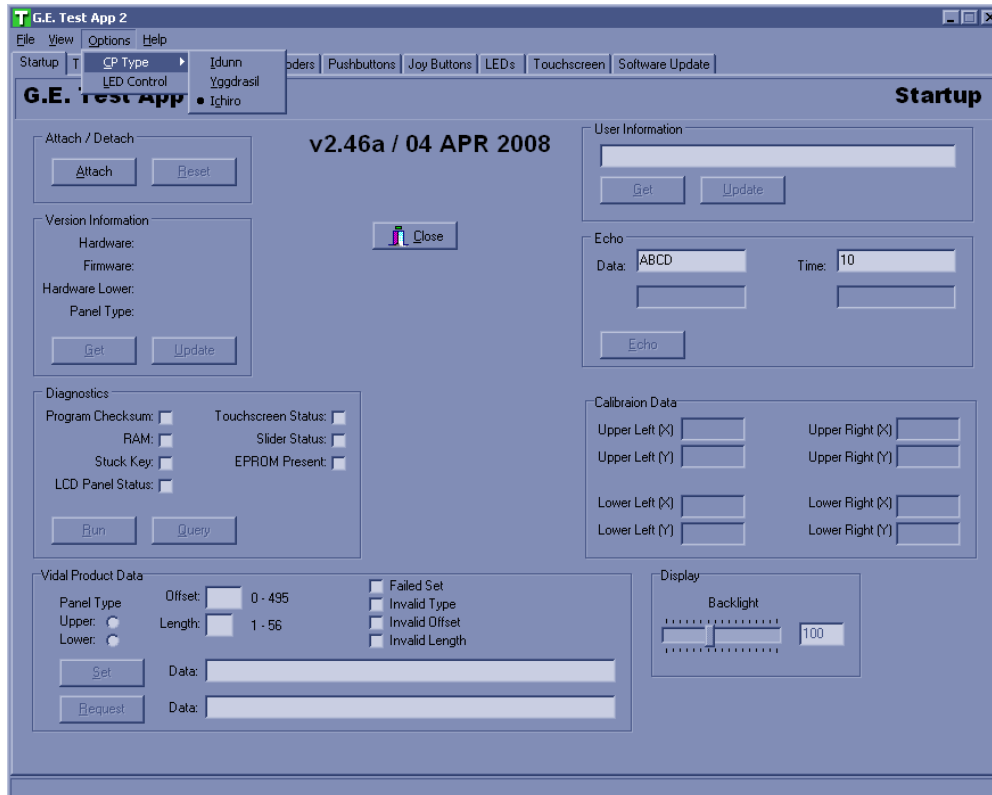 G.E. Test App 2
File View Options Help
CP Type
LED Control
Idunn
Yggdrasil
Ichiro
Startup T oders Pushbuttons Joy Buttons LEDs Touchscreen Software Update
G.E. Test App Startup
v2.46a / 04 APR 2008
Attach / Detach
Attach Reset
User Information
Get Update
Version Information
Hardware:
Firmware:
Hardware Lower:
Panel Type:
Get Update
Close
Echo
Data: ABCD Time: 10
Echo
Diagnostics
Program Checksum: Touchscreen Status:
RAM: Slider Status:
Stuck Key: EPROM Present:
LCD Panel Status:
Run Query
Calibraion Data
Upper Left (X) Upper Right (X)
Upper Left (Y) Upper Right (Y)
Lower Left (X) Lower Right (X)
Lower Left (Y) Lower Right (Y)
Vidal Product Data
Panel Type
Upper:
Lower:
Offset: 0 - 495
Length: 1 - 56
Failed Set
Invalid Type
Invalid Offset
Invalid Length
Set Data:
Request Data:
Display
Backlight
100